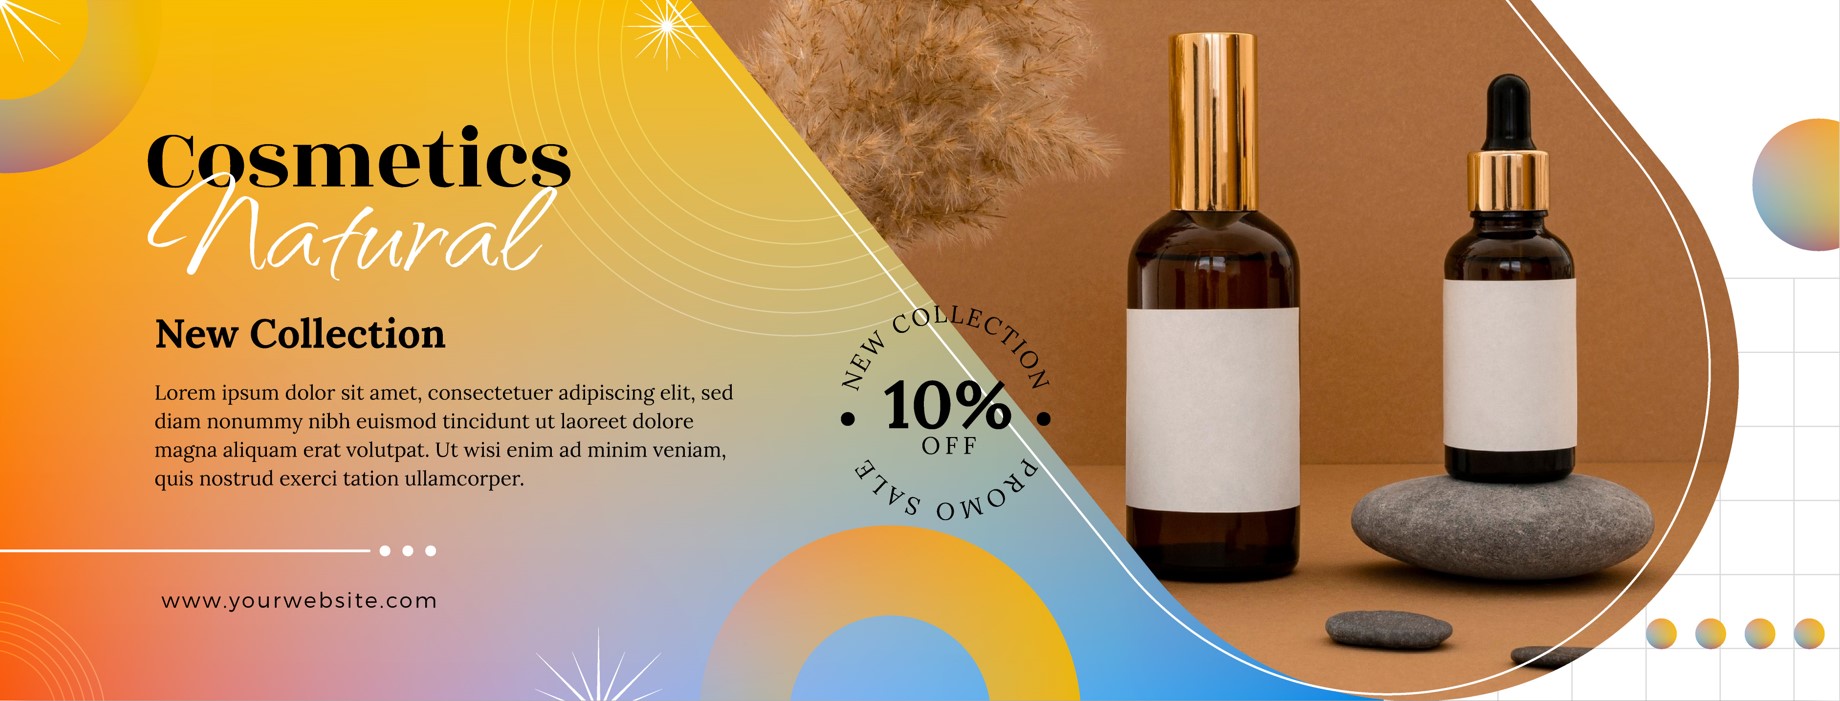 Cosmetics
Natural
New Collection
Lorem ipsum dolor sit amet, consectetuer adipiscing elit, sed
diam nonummy nibh euismod tincidunt ut laoreet dolore
magna aliquam erat volutpat. Ut wisi enim ad minim veniam,
quis nostrud exerci tation ullamcorper.
www.yourwebsite.com
NEW COLLECTION
10%
OFF
PROMO SALE